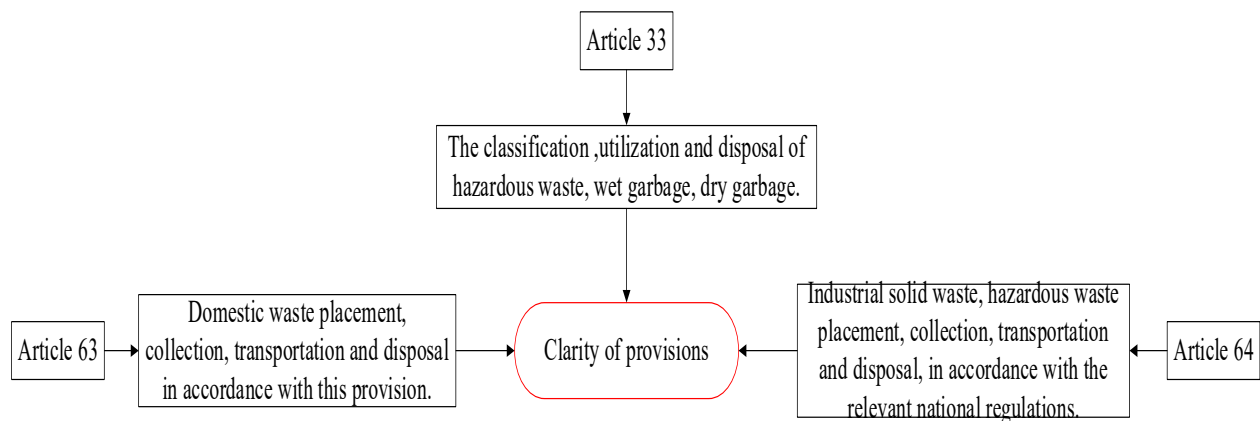 Article 33
The classification ,utilization and disposal of
hazardous waste, wet garbage, dry garbage.
Article 63
Domestic waste placement,
collection, transportation and disposal
in accordance with this provision.
Clarity of provisions
Industrial solid waste, hazardous waste
placement, collection, transportation
and disposal, in accordance with the
relevant national regulations.
Article 64